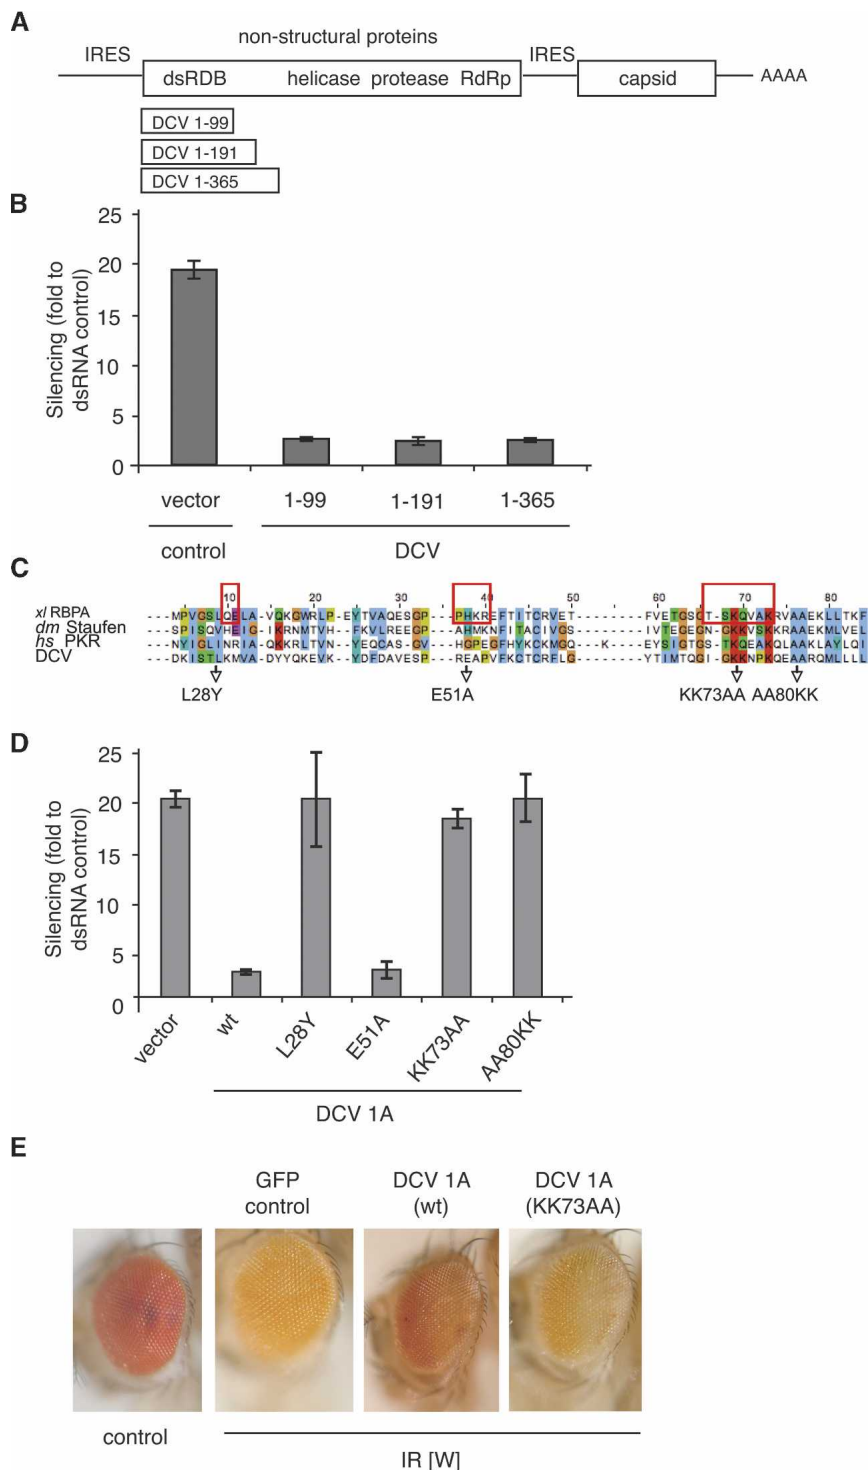 A
non-structural proteins
IRES
IRES
dsRDB helicase protease RdRp
capsid
AAAA
DCV 1-99
DCV 1-191
DCV 1-365
B
Silencing (fold to
dsRNA control)
25
20
15
10
5
0
vector 1-99 1-191 1-365
control DCV
C
10 20 30 40 50 60 70 80
xl RBPA
dm Staufen
hs PKR
DCV
L28Y E51A KK73AA AA80KK
D
Silencing (fold to
dsRNA control)
25
20
15
10
5
0
vector wt L28Y E51A KK73AA AA80KK
DCV 1A
E
GFP
control
DCV 1A
(wt)
DCV 1A
(KK73AA)
control
IR [W]